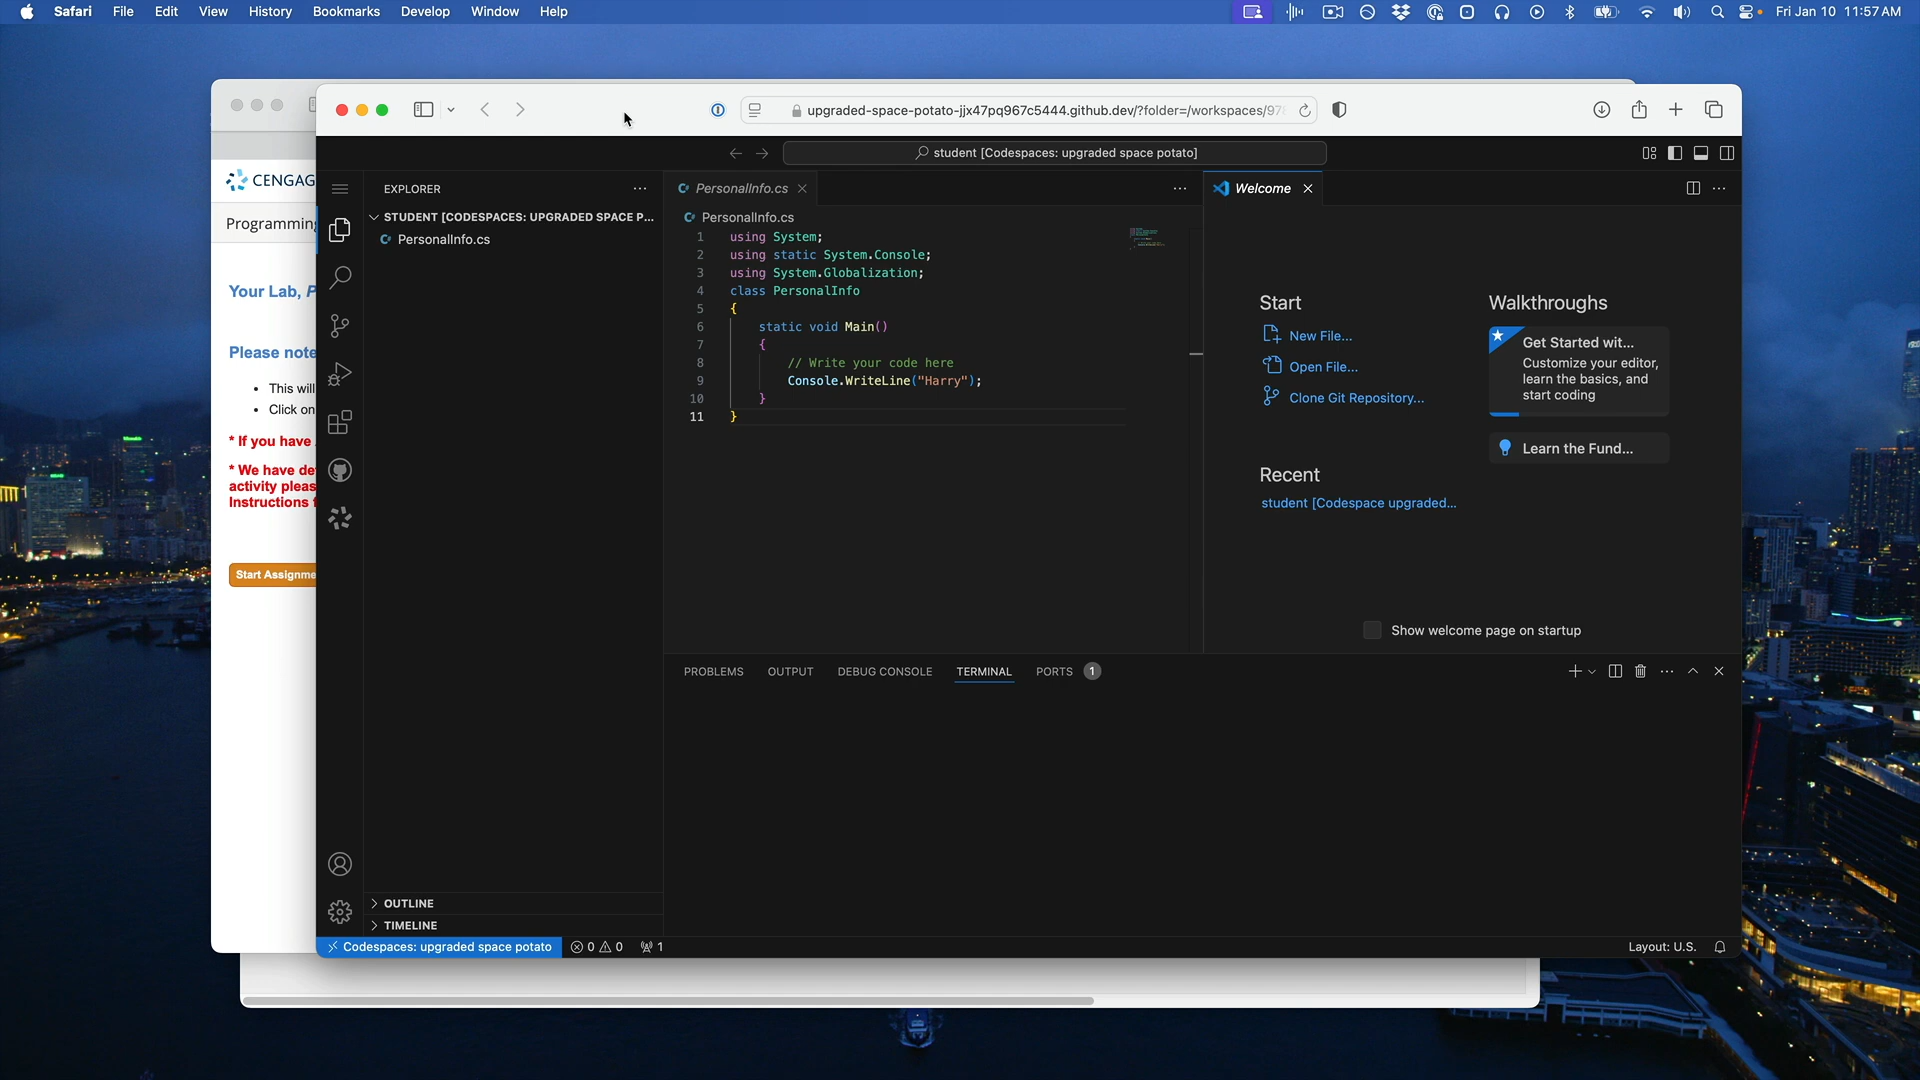 Safari File Edit View History Bookmarks Develop Window Help
Fri Jan 10 11:57 AM
upgraded-space-potato-jjx47pq967c5444.github.dev/?folder=/workspaces/978
student [Codespaces: upgraded space potato]
CENGAG
Programming
Your Lab, P
Please note
• This will
• Click on
* If you have
* We have de
activity pleas
Instructions f
Start Assignme
EXPLORER
STUDENT [CODESPACES: UPGRADED SPACE P...
C# PersonalInfo.cs
OUTLINE
TIMELINE
C# PersonalInfo.cs
C# PersonalInfo.cs
1 using System;
2 using static System.Console;
3 using System.Globalization;
4 class PersonalInfo
5 {
6 static void Main()
7 {
8 // Write your code here
9 Console.WriteLine("Harry");
10 }
11 }
Welcome
Start
New File...
Open File...
Clone Git Repository...
Recent
student [Codespace upgraded...
Walkthroughs
Get Started wit...
Customize your editor,
learn the basics, and
start coding
Learn the Fund...
Show welcome page on startup
PROBLEMS OUTPUT DEBUG CONSOLE TERMINAL PORTS 1
Codespaces: upgraded space potato 0 0 1
Layout: U.S.